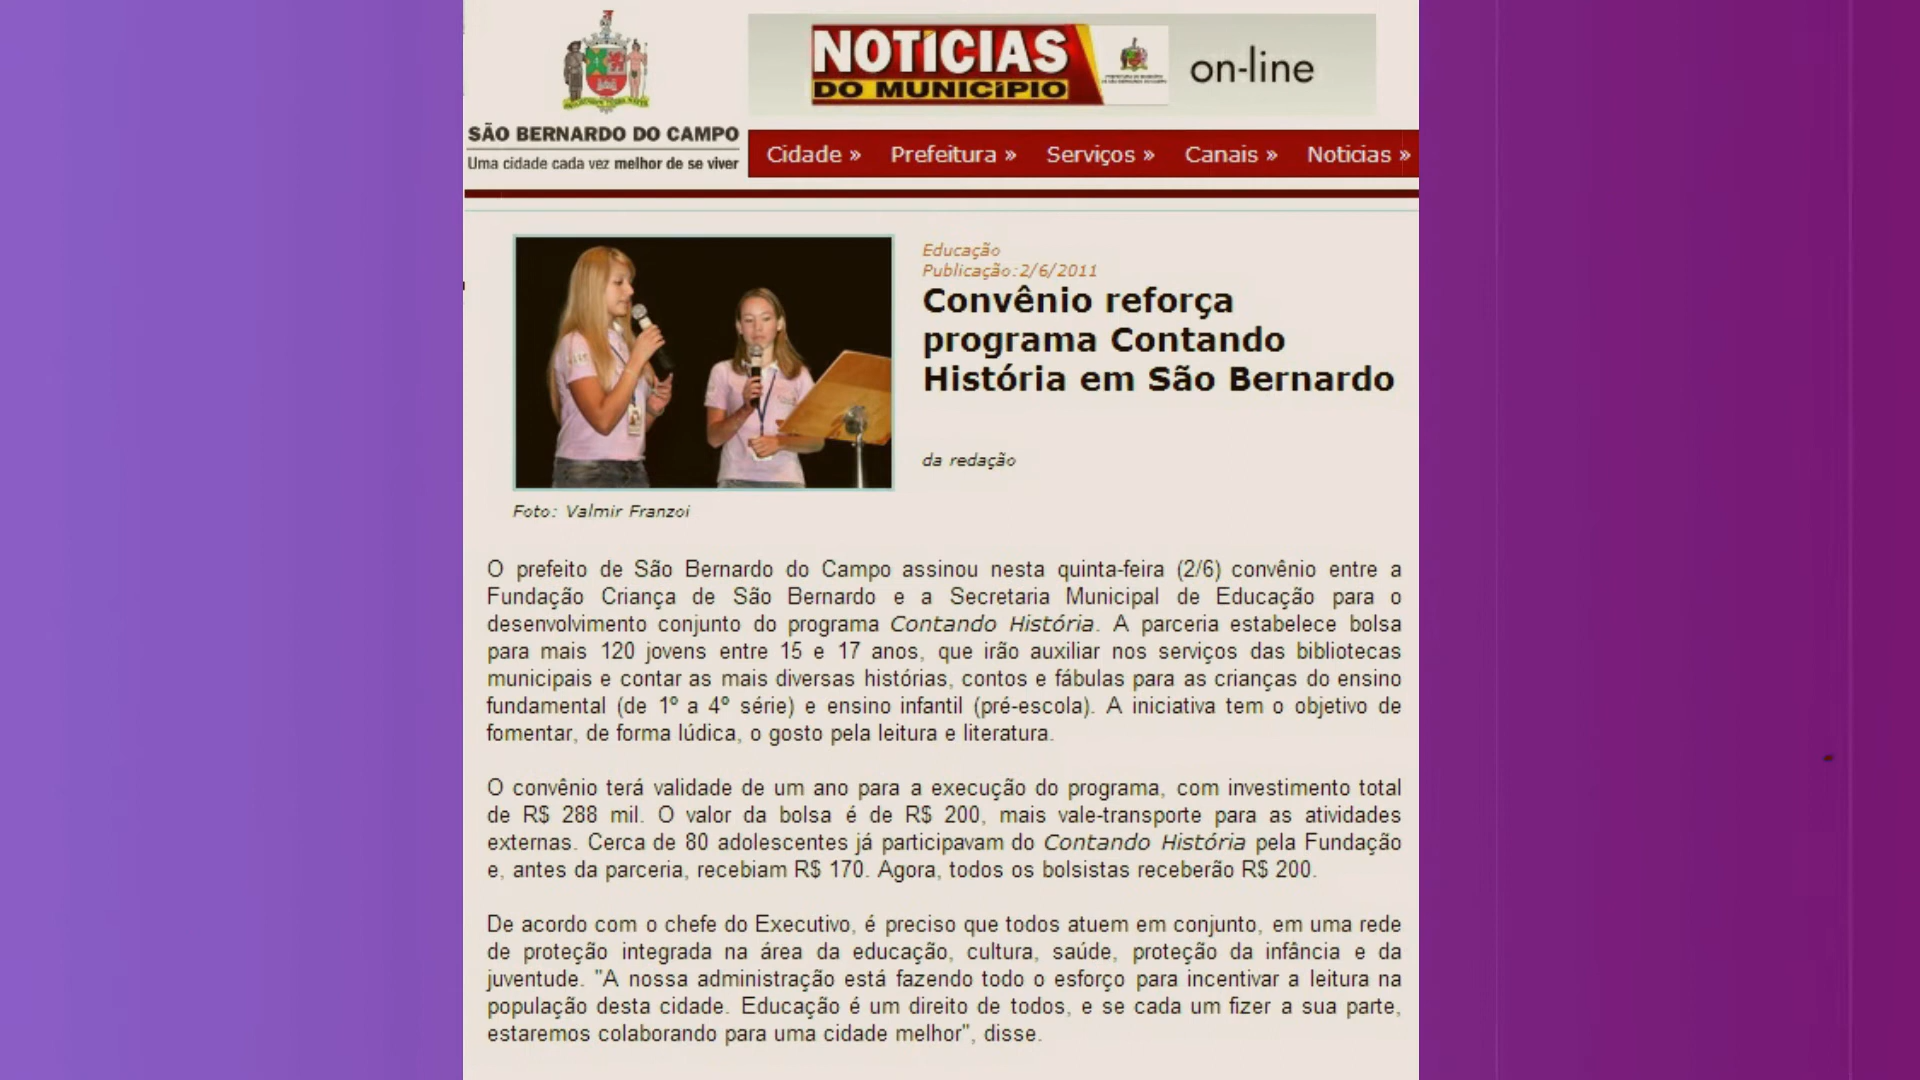 NOTÍCIAS
DO MUNICÍPIO
on-line
SÃO BERNARDO DO CAMPO
Uma cidade cada vez melhor de se viver
Cidade » Prefeitura » Serviços » Canais » Noticias »
Educação
Publicação:2/6/2011
Convênio reforça
programa Contando
História em São Bernardo
da redação
Foto: Valmir Franzoi
O prefeito de São Bernardo do Campo assinou nesta quinta-feira (2/6) convênio entre a
Fundação Criança de São Bernardo e a Secretaria Municipal de Educação para o
desenvolvimento conjunto do programa Contando História. A parceria estabelece bolsa
para mais 120 jovens entre 15 e 17 anos, que irão auxiliar nos serviços das bibliotecas
municipais e contar as mais diversas histórias, contos e fábulas para as crianças do ensino
fundamental (de 1º a 4º série) e ensino infantil (pré-escola). A iniciativa tem o objetivo de
fomentar, de forma lúdica, o gosto pela leitura e literatura.
O convênio terá validade de um ano para a execução do programa, com investimento total
de R$ 288 mil. O valor da bolsa é de R$ 200, mais vale-transporte para as atividades
externas. Cerca de 80 adolescentes já participavam do Contando História pela Fundação
e, antes da parceria, recebiam R$ 170. Agora, todos os bolsistas receberão R$ 200.
De acordo com o chefe do Executivo, é preciso que todos atuem em conjunto, em uma rede
de proteção integrada na área da educação, cultura, saúde, proteção da infância e da
juventude. "A nossa administração está fazendo todo o esforço para incentivar a leitura na
população desta cidade. Educação é um direito de todos, e se cada um fizer a sua parte,
estaremos colaborando para uma cidade melhor", disse.